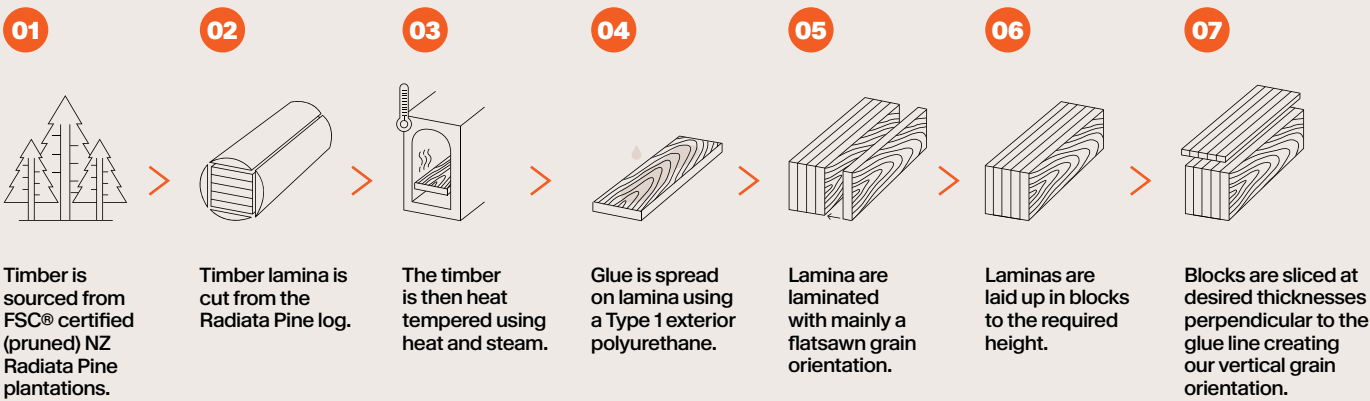 01
02
03
04
05
06
07
Timber is
sourced from
FSC® certified
(pruned) NZ
Radiata Pine
plantations.
Timber lamina is
cut from the
Radiata Pine log.
The timber
is then heat
tempered using
heat and steam.
Glue is spread
on lamina using
a Type 1 exterior
polyurethane.
Lamina are
laminated
with mainly a
flatsawn grain
orientation.
Laminas are
laid up in blocks
to the required
height.
Blocks are sliced at
desired thicknesses
perpendicular to the
glue line creating
our vertical grain
orientation.